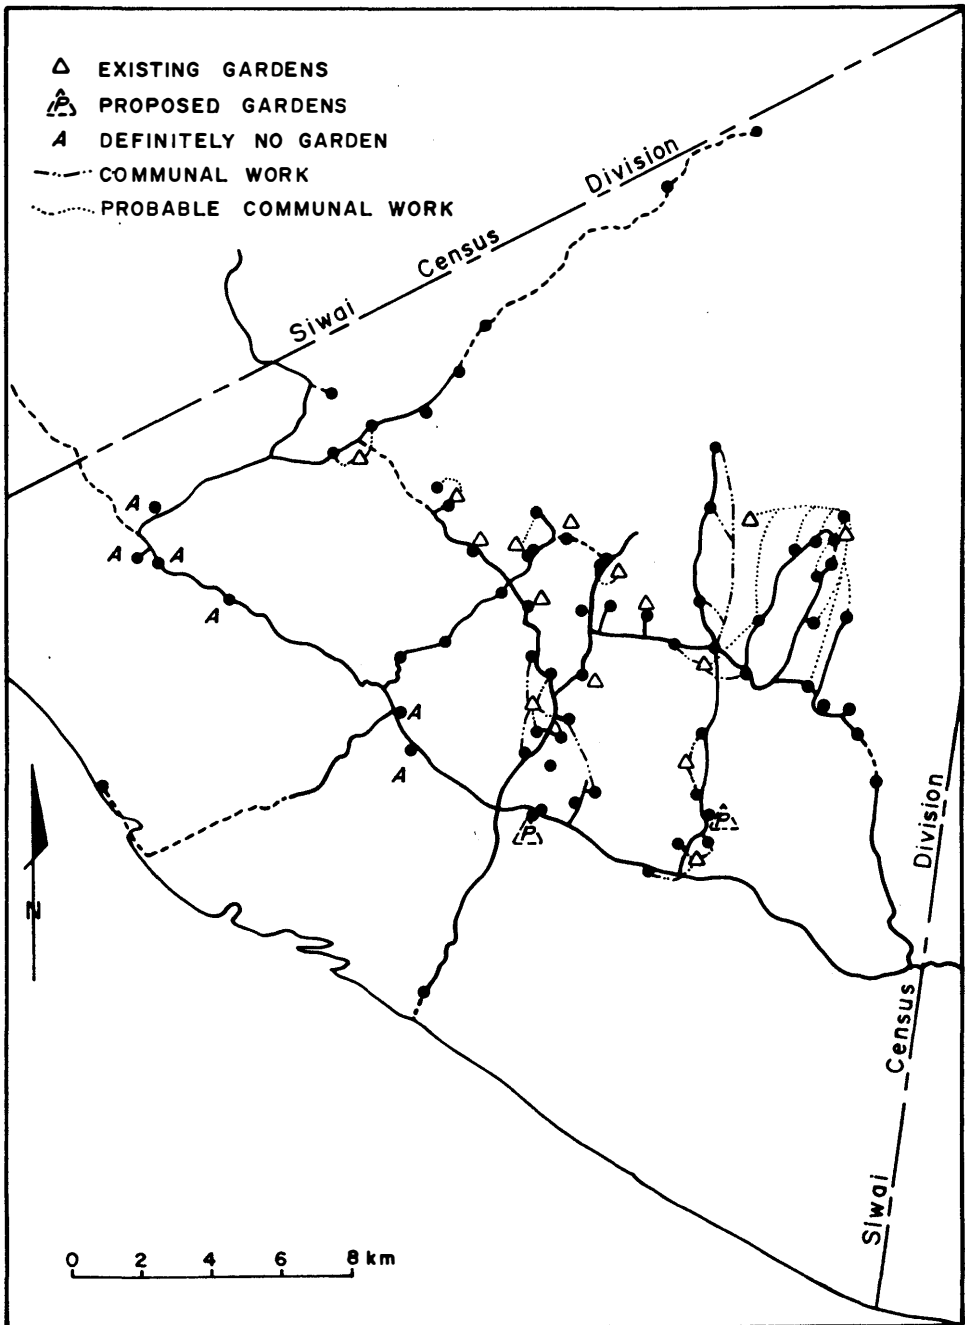 EXISTING GARDENS
P PROPOSED GARDENS
A DEFINITELY NO GARDEN
COMMUNAL WORK
PROBABLE COMMUNAL WORK
Siwai Census Division
A
A A
A
A
A
P
P
N
Siwai Census Division
0 2 4 6 8 km